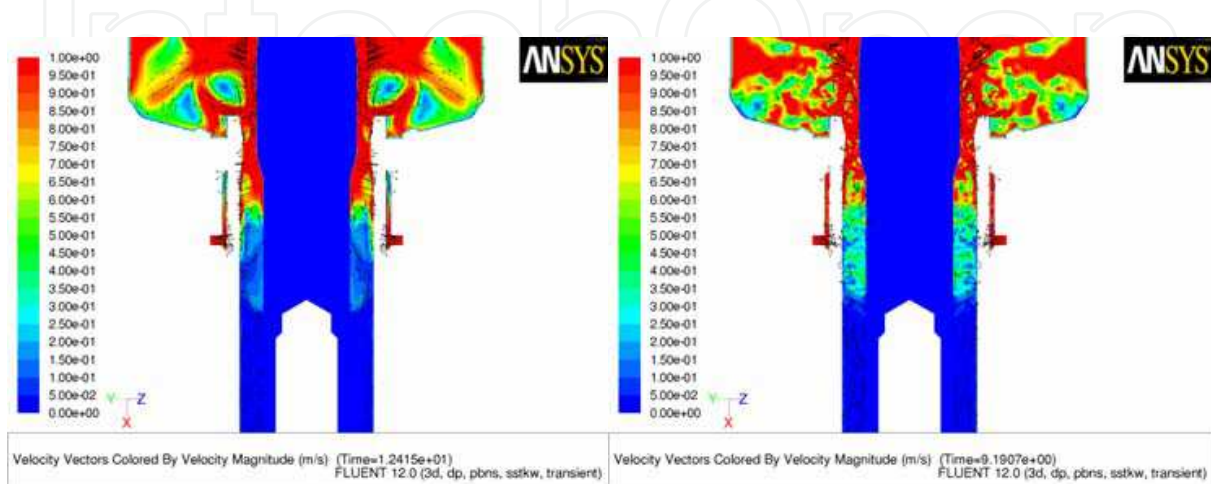 IntechOpen
ANSYS
1.00e+00
9.50e-01
9.00e-01
8.50e-01
8.00e-01
7.50e-01
7.00e-01
6.50e-01
6.00e-01
5.50e-01
5.00e-01
4.50e-01
4.00e-01
3.50e-01
3.00e-01
2.50e-01
2.00e-01
1.50e-01
1.00e-01
5.00e-02
0.00e+00
Y Z
X
Velocity Vectors Colored By Velocity Magnitude (m/s) (Time=1.2415e+01)
FLUENT 12.0 (3d, dp, pbns, sstkw, transient)
ANSYS
1.00e+00
9.50e-01
9.00e-01
8.50e-01
8.00e-01
7.50e-01
7.00e-01
6.50e-01
6.00e-01
5.50e-01
5.00e-01
4.50e-01
4.00e-01
3.50e-01
3.00e-01
2.50e-01
2.00e-01
1.50e-01
1.00e-01
5.00e-02
0.00e+00
Y Z
X
Velocity Vectors Colored By Velocity Magnitude (m/s) (Time=9.1907e+00)
FLUENT 12.0 (3d, dp, pbns, sstkw, transient)